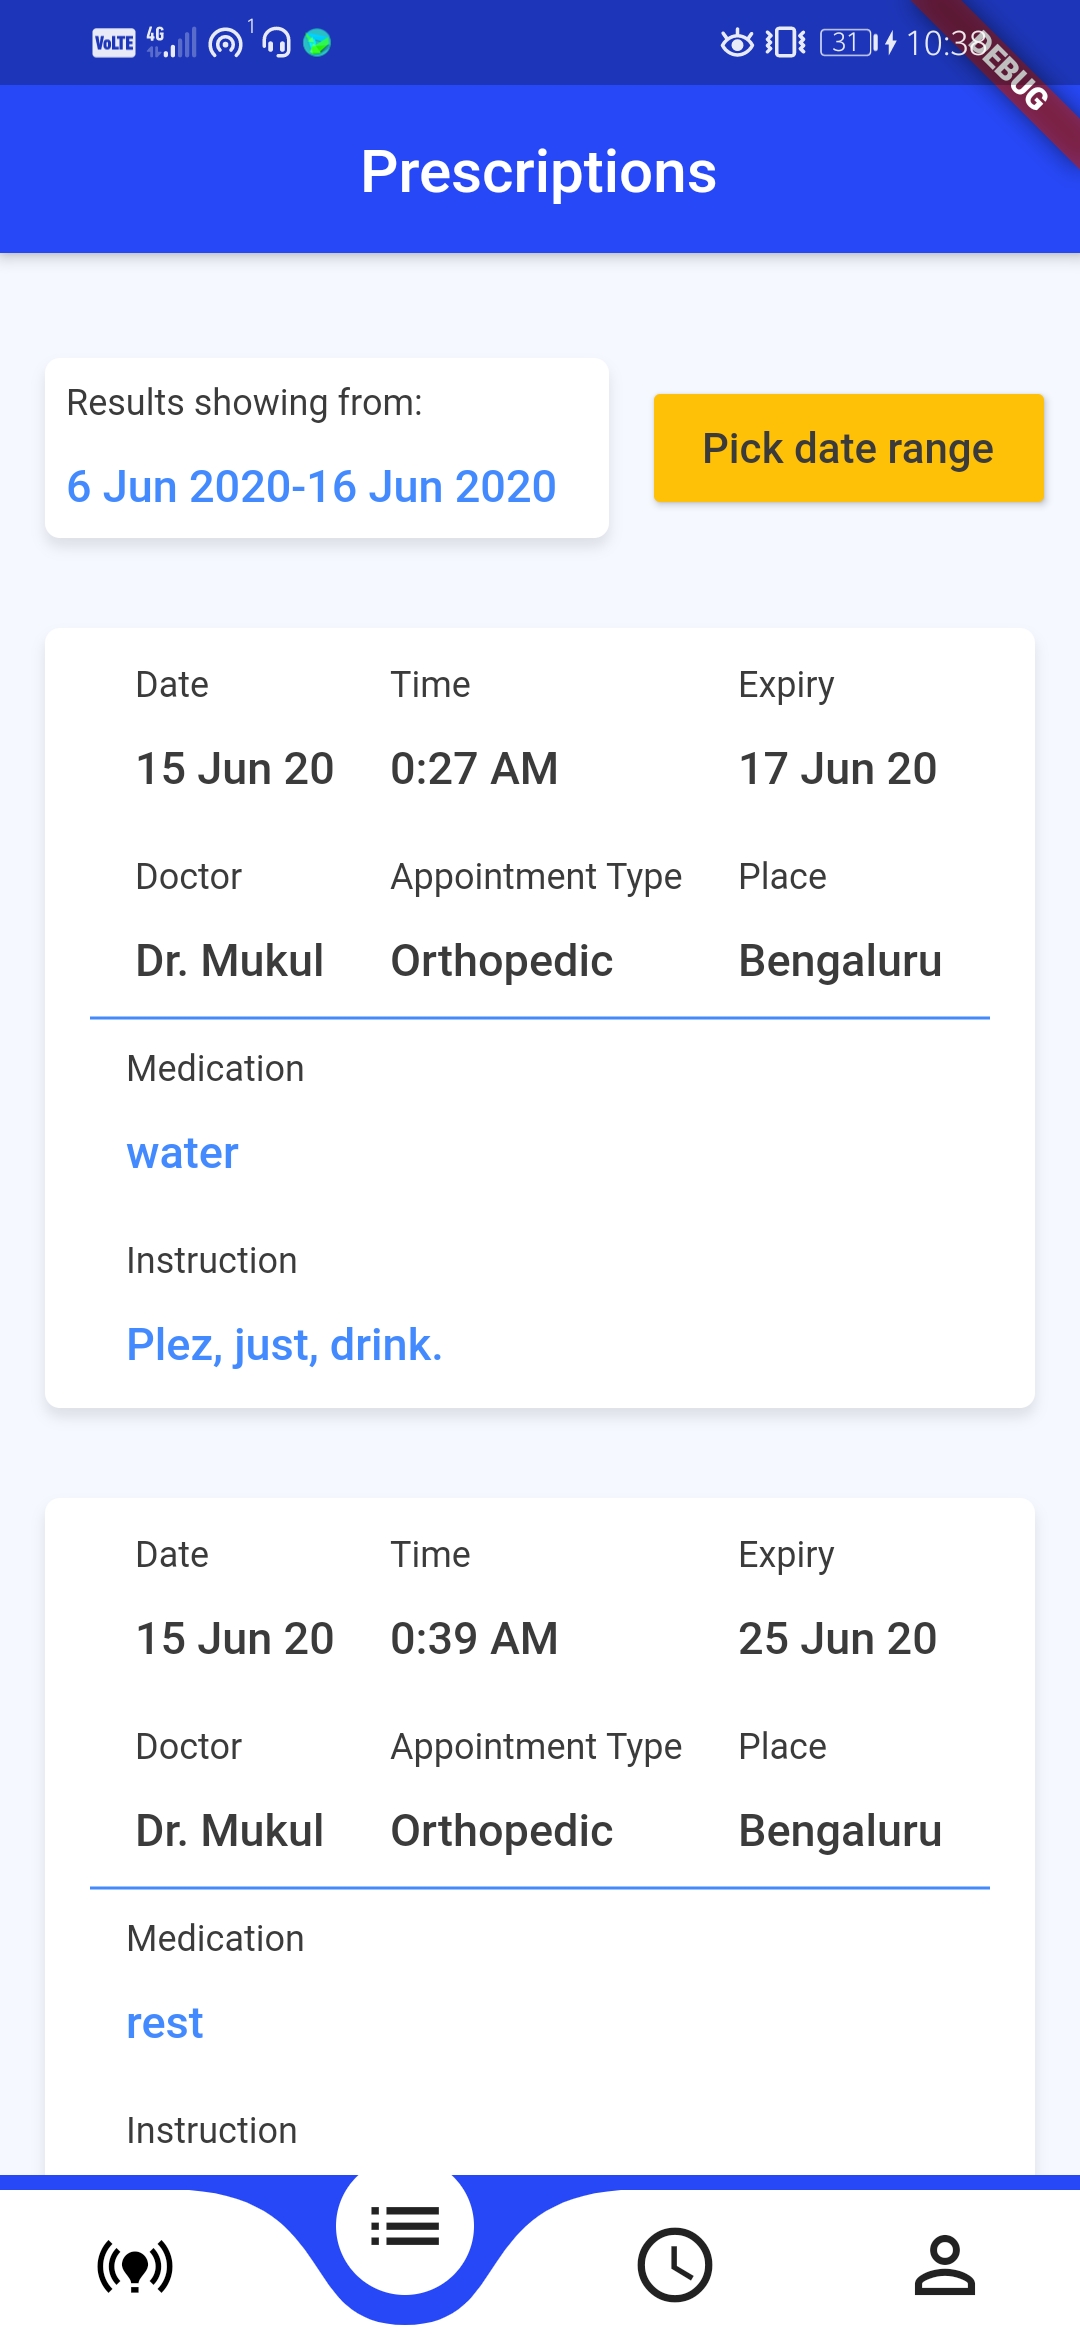 VoLTE 4G 1 31 10:38
DEBUG
Prescriptions
Results showing from:
6 Jun 2020-16 Jun 2020
Pick date range
Date Time Expiry
15 Jun 20 0:27 AM 17 Jun 20
Doctor Appointment Type Place
Dr. Mukul Orthopedic Bengaluru
Medication
water
Instruction
Plez, just, drink.
Date Time Expiry
15 Jun 20 0:39 AM 25 Jun 20
Doctor Appointment Type Place
Dr. Mukul Orthopedic Bengaluru
Medication
rest
Instruction